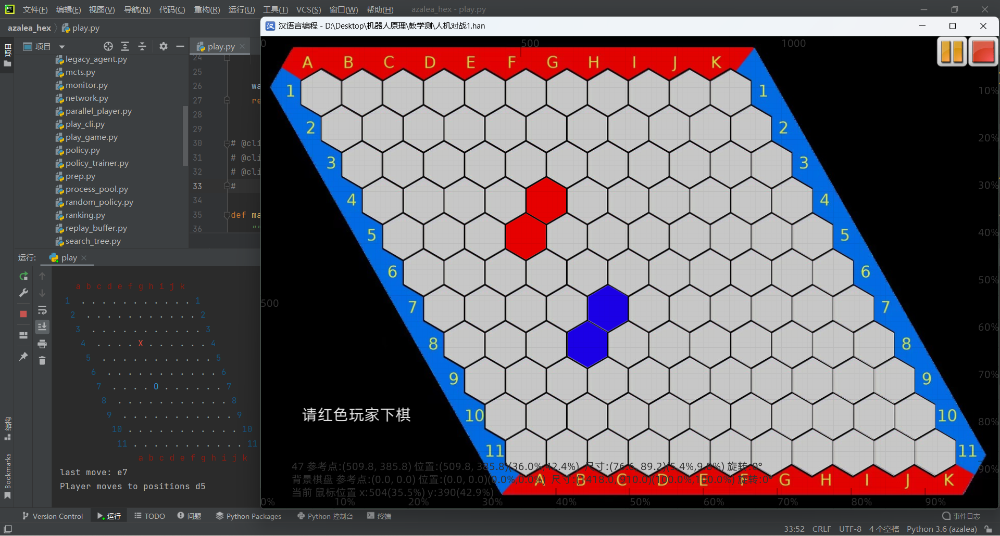 文件(F) 编辑(E) 视图(V) 导航(N) 代码(C) 重构(R) 运行(U) 工具(T) VCS(S) 窗口(W) 帮助(H) azalea_hex - play.py
azalea_hex play.py
汉 汉语言编程 - D:\Desktop\机器人原理\教学测\人机对战1.han
项目
项目
play.py
legacy_agent.py
mcts.py
monitor.py
network.py
parallel_player.py
play_cli.py
play_game.py
policy.py
policy_trainer.py
prep.py
process_pool.py
random_policy.py
ranking.py
replay_buffer.py
search_tree.py
24
25
26 wa
27 re
28
29
30 # @cli
31 # @cli
32 # @cli
33 #
34
35 def ma
36 ""
运行: play
a b c d e f g h i j k
1 . . . . . . . . . . . 1
2 . . . . . . . . . . . 2
3 . . . . . . . . . . . 3
4 . . . . X . . . . . . 4
5 . . . . . . . . . . . 5
6 . . . . . . . . . . . 6
7 . . . . O . . . . . . 7
8 . . . . . . . . . . . 8
9 . . . . . . . . . . . 9
10 . . . . . . . . . . . 10
11 . . . . . . . . . . . 11
a b c d e f g h i j k
last move: e7
Player moves to positions d5
结构
Bookmarks
0 500 1000
A B C D E F G H I J K
1 1
10%
2 2
20%
3 3
30%
4 4
40%
5 5
50%
6 6
500
7 7
60%
8 8
70%
9 9
请红色玩家下棋
10 10
80%
11 11
47 参考点:(509.8, 385.8) 位置:(509.8, 385.8)(36.0%,42.4%) 尺寸:(76.6, 89.2)(5.4%,9.8%) 旋转:0°
90%
背景棋盘 参考点:(0.0, 0.0) 位置:(0.0, 0.0)(0.0%,0.0%) 尺寸:(1418.0, 910.0)(100.0%,100.0%) 旋转:0°
A B C D E F G H I J K
当前 鼠标位置 x:504(35.5%) y:390(42.9%)
0% 10% 20% 30% 40% 50% 60% 70% 80% 90%
Version Control 运行 TODO 问题 Python Packages Python 控制台 终端 事件日志
33:52 CRLF UTF-8 4 个空格 Python 3.6 (azalea)